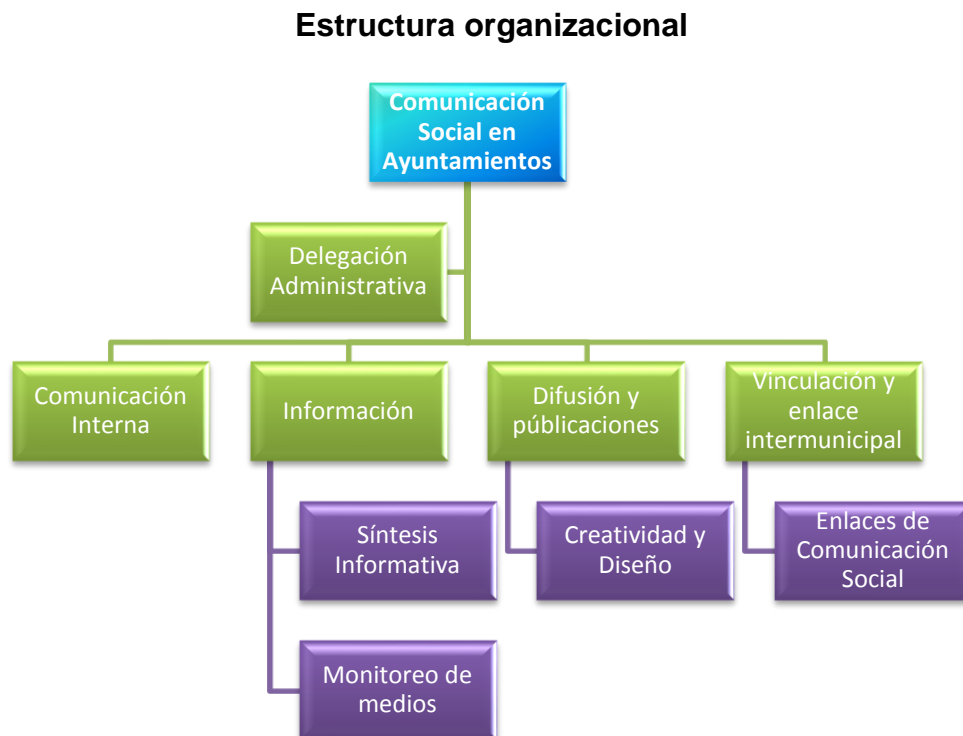 Estructura organizacional
Comunicación
Social en
Ayuntamientos
Delegación
Administrativa
Comunicación
Interna
Información
Difusión y
públicaciones
Vinculación y
enlace
intermunicipal
Síntesis
Informativa
Creatividad y
Diseño
Enlaces de
Comunicación
Social
Monitoreo de
medios